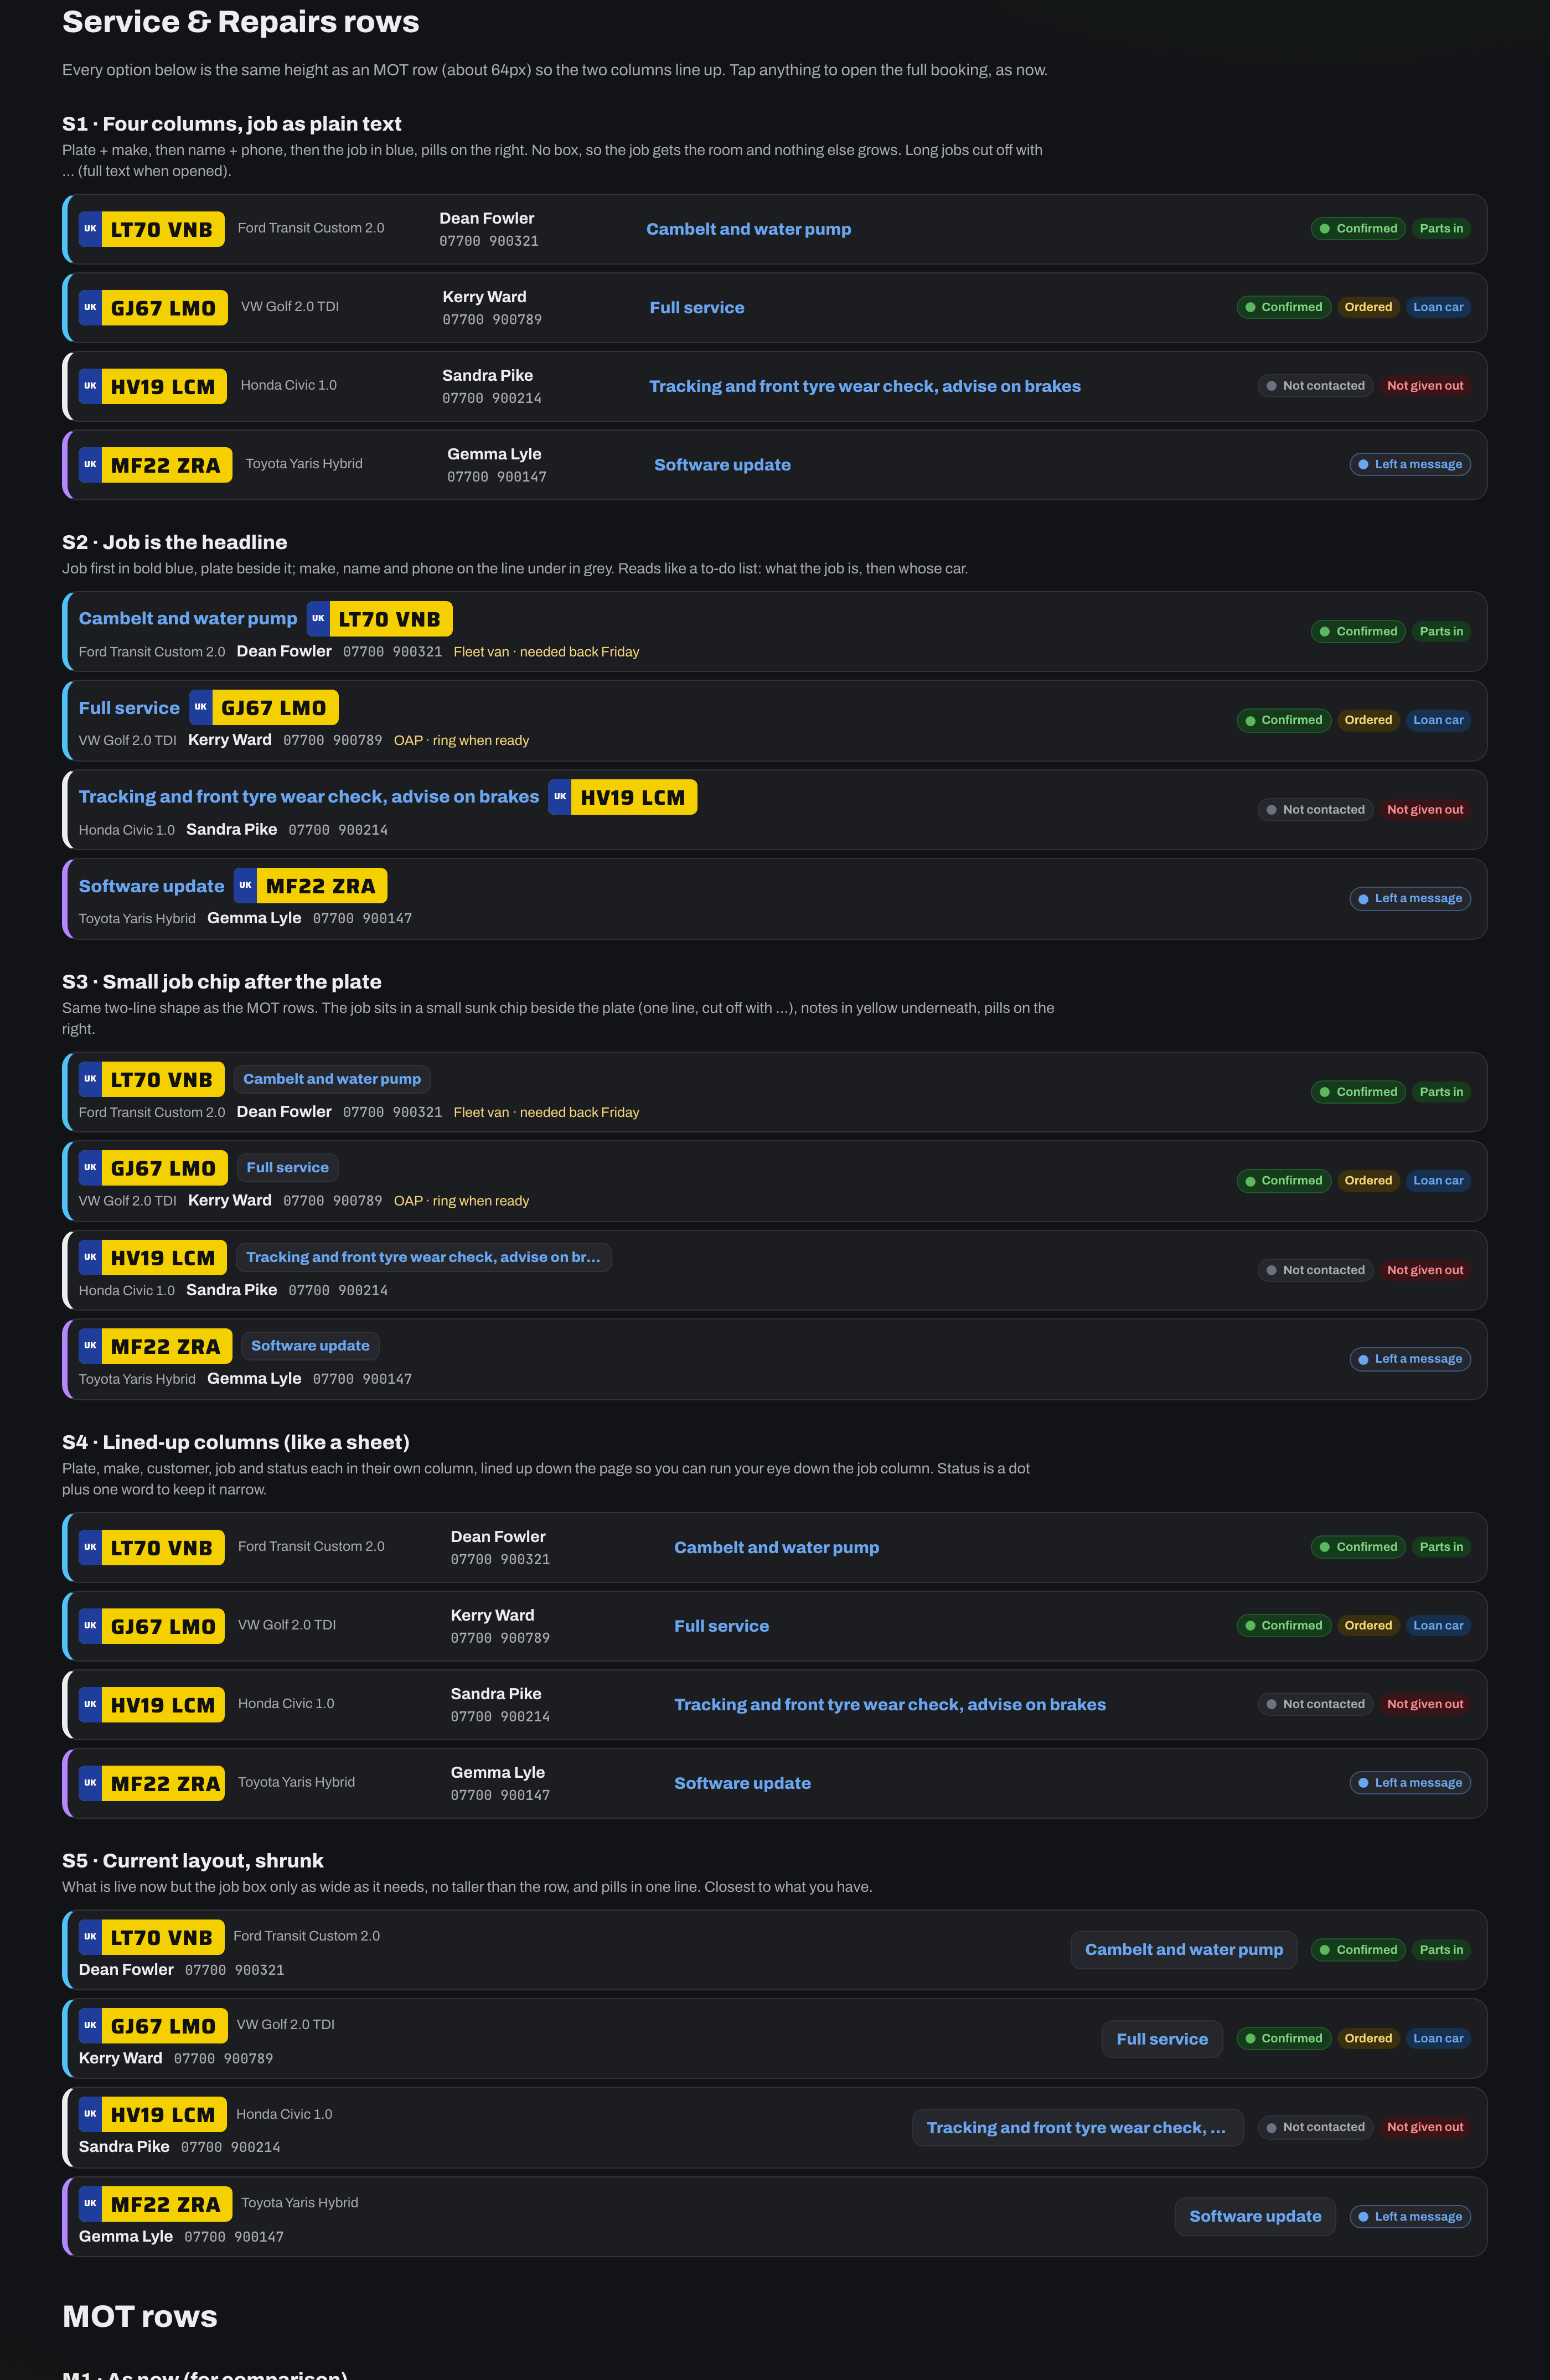 Service & Repairs rows
Every option below is the same height as an MOT row (about 64px) so the two columns line up. Tap anything to open the full booking, as now.
S1 · Four columns, job as plain text
Plate + make, then name + phone, then the job in blue, pills on the right. No box, so the job gets the room and nothing else grows. Long jobs cut off with
... (full text when opened).
UK LT70 VNB Ford Transit Custom 2.0 Dean Fowler Cambelt and water pump Confirmed Parts in
07700 900321
UK GJ67 LMO VW Golf 2.0 TDI Kerry Ward Full service Confirmed Ordered Loan car
07700 900789
UK HV19 LCM Honda Civic 1.0 Sandra Pike Tracking and front tyre wear check, advise on brakes Not contacted Not given out
07700 900214
UK MF22 ZRA Toyota Yaris Hybrid Gemma Lyle Software update Left a message
07700 900147
S2 · Job is the headline
Job first in bold blue, plate beside it; make, name and phone on the line under in grey. Reads like a to-do list: what the job is, then whose car.
Cambelt and water pump UK LT70 VNB Confirmed Parts in
Ford Transit Custom 2.0 Dean Fowler 07700 900321 Fleet van · needed back Friday
Full service UK GJ67 LMO Confirmed Ordered Loan car
VW Golf 2.0 TDI Kerry Ward 07700 900789 OAP · ring when ready
Tracking and front tyre wear check, advise on brakes UK HV19 LCM Not contacted Not given out
Honda Civic 1.0 Sandra Pike 07700 900214
Software update UK MF22 ZRA Left a message
Toyota Yaris Hybrid Gemma Lyle 07700 900147
S3 · Small job chip after the plate
Same two-line shape as the MOT rows. The job sits in a small sunk chip beside the plate (one line, cut off with ...), notes in yellow underneath, pills on the
right.
UK LT70 VNB Cambelt and water pump Confirmed Parts in
Ford Transit Custom 2.0 Dean Fowler 07700 900321 Fleet van · needed back Friday
UK GJ67 LMO Full service Confirmed Ordered Loan car
VW Golf 2.0 TDI Kerry Ward 07700 900789 OAP · ring when ready
UK HV19 LCM Tracking and front tyre wear check, advise on br... Not contacted Not given out
Honda Civic 1.0 Sandra Pike 07700 900214
UK MF22 ZRA Software update Left a message
Toyota Yaris Hybrid Gemma Lyle 07700 900147
S4 · Lined-up columns (like a sheet)
Plate, make, customer, job and status each in their own column, lined up down the page so you can run your eye down the job column. Status is a dot
plus one word to keep it narrow.
UK LT70 VNB Ford Transit Custom 2.0 Dean Fowler Cambelt and water pump Confirmed Parts in
07700 900321
UK GJ67 LMO VW Golf 2.0 TDI Kerry Ward Full service Confirmed Ordered Loan car
07700 900789
UK HV19 LCM Honda Civic 1.0 Sandra Pike Tracking and front tyre wear check, advise on brakes Not contacted Not given out
07700 900214
UK MF22 ZRA Toyota Yaris Hybrid Gemma Lyle Software update Left a message
07700 900147
S5 · Current layout, shrunk
What is live now but the job box only as wide as it needs, no taller than the row, and pills in one line. Closest to what you have.
UK LT70 VNB Ford Transit Custom 2.0 Cambelt and water pump Confirmed Parts in
Dean Fowler 07700 900321
UK GJ67 LMO VW Golf 2.0 TDI Full service Confirmed Ordered Loan car
Kerry Ward 07700 900789
UK HV19 LCM Honda Civic 1.0 Tracking and front tyre wear check, ... Not contacted Not given out
Sandra Pike 07700 900214
UK MF22 ZRA Toyota Yaris Hybrid Software update Left a message
Gemma Lyle 07700 900147
MOT rows
M1 · As now (for comparison)